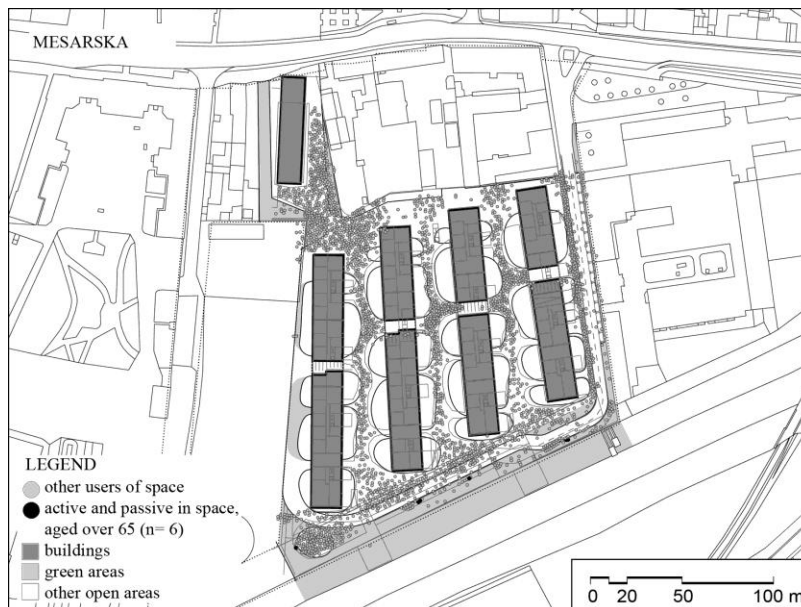 MESARSKA
LEGEND
other users of space
active and passive in space,
aged over 65 (n= 6)
buildings
green areas
other open areas
0 20 50 100 m